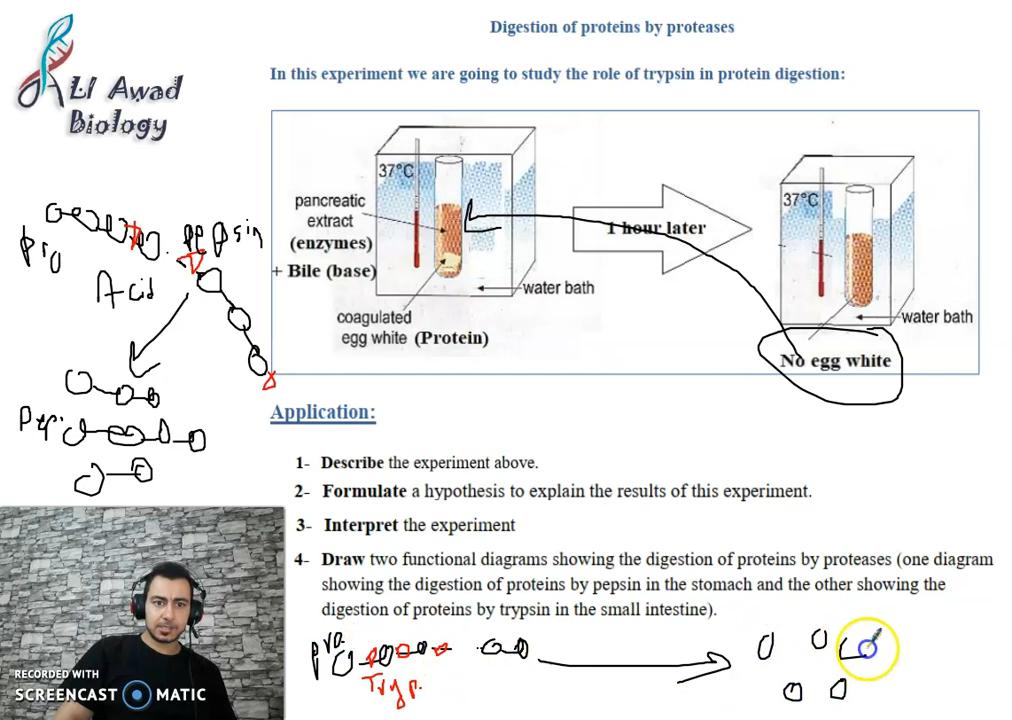 Digestion of proteins by proteases
ALI Awad
Biology
In this experiment we are going to study the role of trypsin in protein digestion:
37°C
pancreatic
extract
(enzymes)
+ Bile (base)
coagulated
egg white (Protein)
water bath
1 hour later
37°C
water bath
No egg white
pro
pepsin
Acid
Pepi
Application:
1- Describe the experiment above.
2- Formulate a hypothesis to explain the results of this experiment.
3- Interpret the experiment
4- Draw two functional diagrams showing the digestion of proteins by proteases (one diagram
showing the digestion of proteins by pepsin in the stomach and the other showing the
digestion of proteins by trypsin in the small intestine).
pro
Tryp.
RECORDED WITH
SCREENCAST MATIC